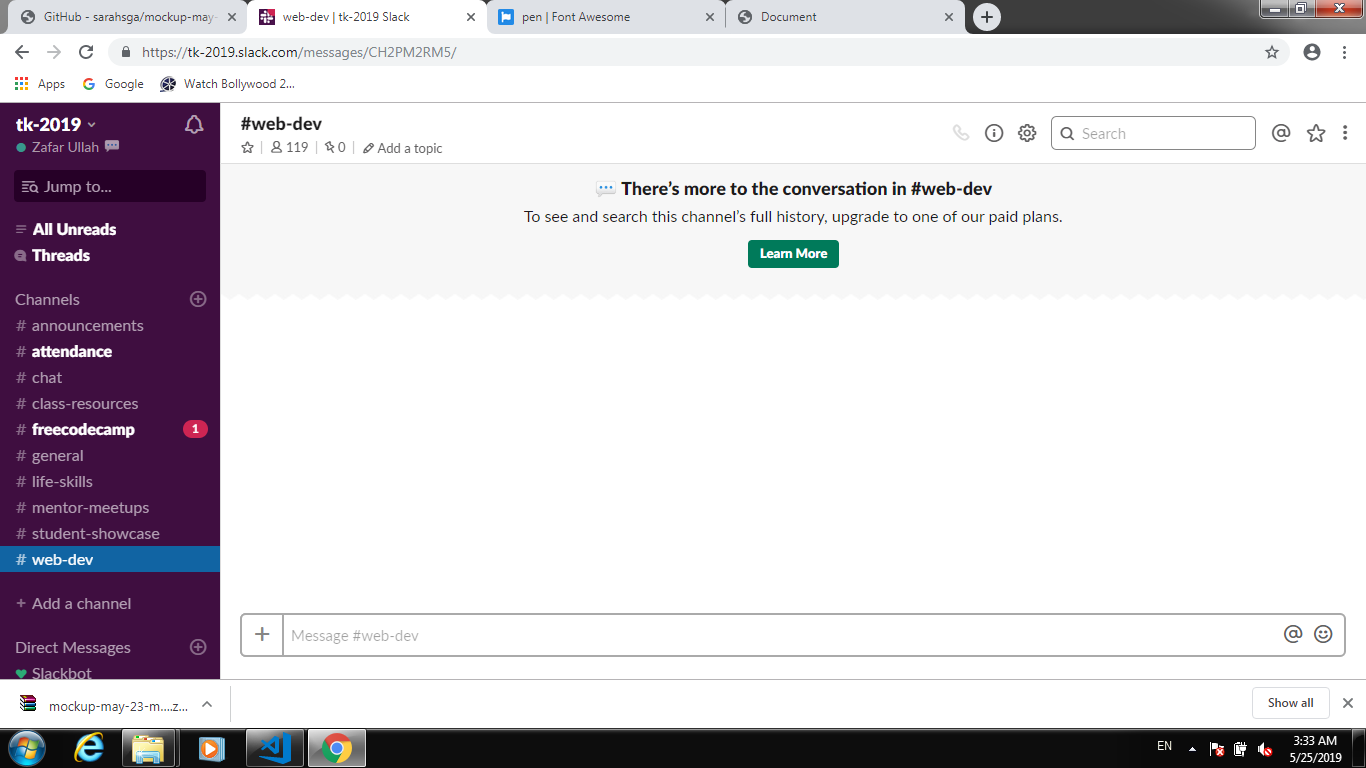 GitHub - sarahsga/mockup-may-
web-dev | tk-2019 Slack
pen | Font Awesome
Document
https://tk-2019.slack.com/messages/CH2PM2RM5/
Apps
Google
Watch Bollywood 2...
tk-2019
Zafar Ullah
Jump to...
All Unreads
Threads
Channels
# announcements
# attendance
# chat
# class-resources
# freecodecamp 1
# general
# life-skills
# mentor-meetups
# student-showcase
# web-dev
+ Add a channel
Direct Messages
Slackbot
#web-dev
119 | 0 | Add a topic
Search
There's more to the conversation in #web-dev
To see and search this channel's full history, upgrade to one of our paid plans.
Learn More
Message #web-dev
mockup-may-23-m....z...
Show all
EN
3:33 AM
5/25/2019